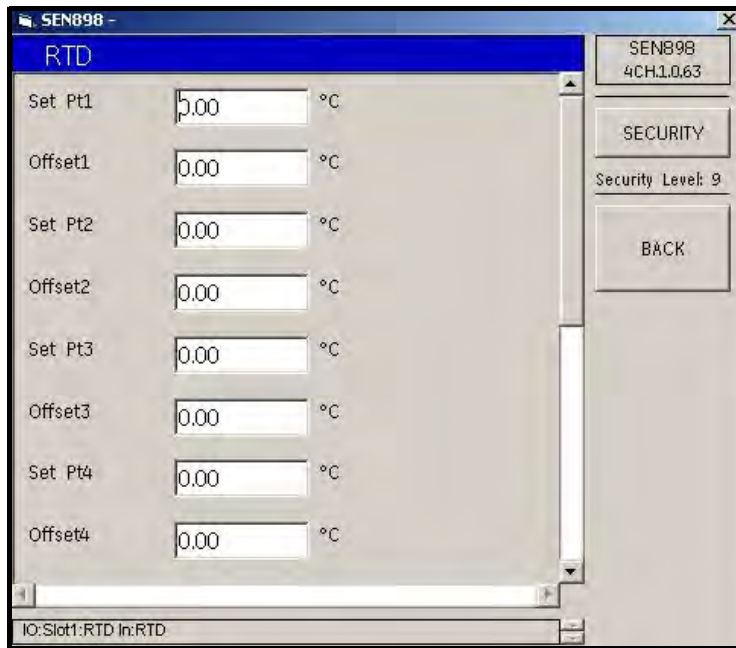 SEN898 -
RTD
Set Pt1 0.00 °C
Offset1 0.00 °C
Set Pt2 0.00 °C
Offset2 0.00 °C
Set Pt3 0.00 °C
Offset3 0.00 °C
Set Pt4 0.00 °C
Offset4 0.00 °C
SEN898
4CH.1.0.63
SECURITY
Security Level: 9
BACK
IO:Slot1:RTD In:RTD